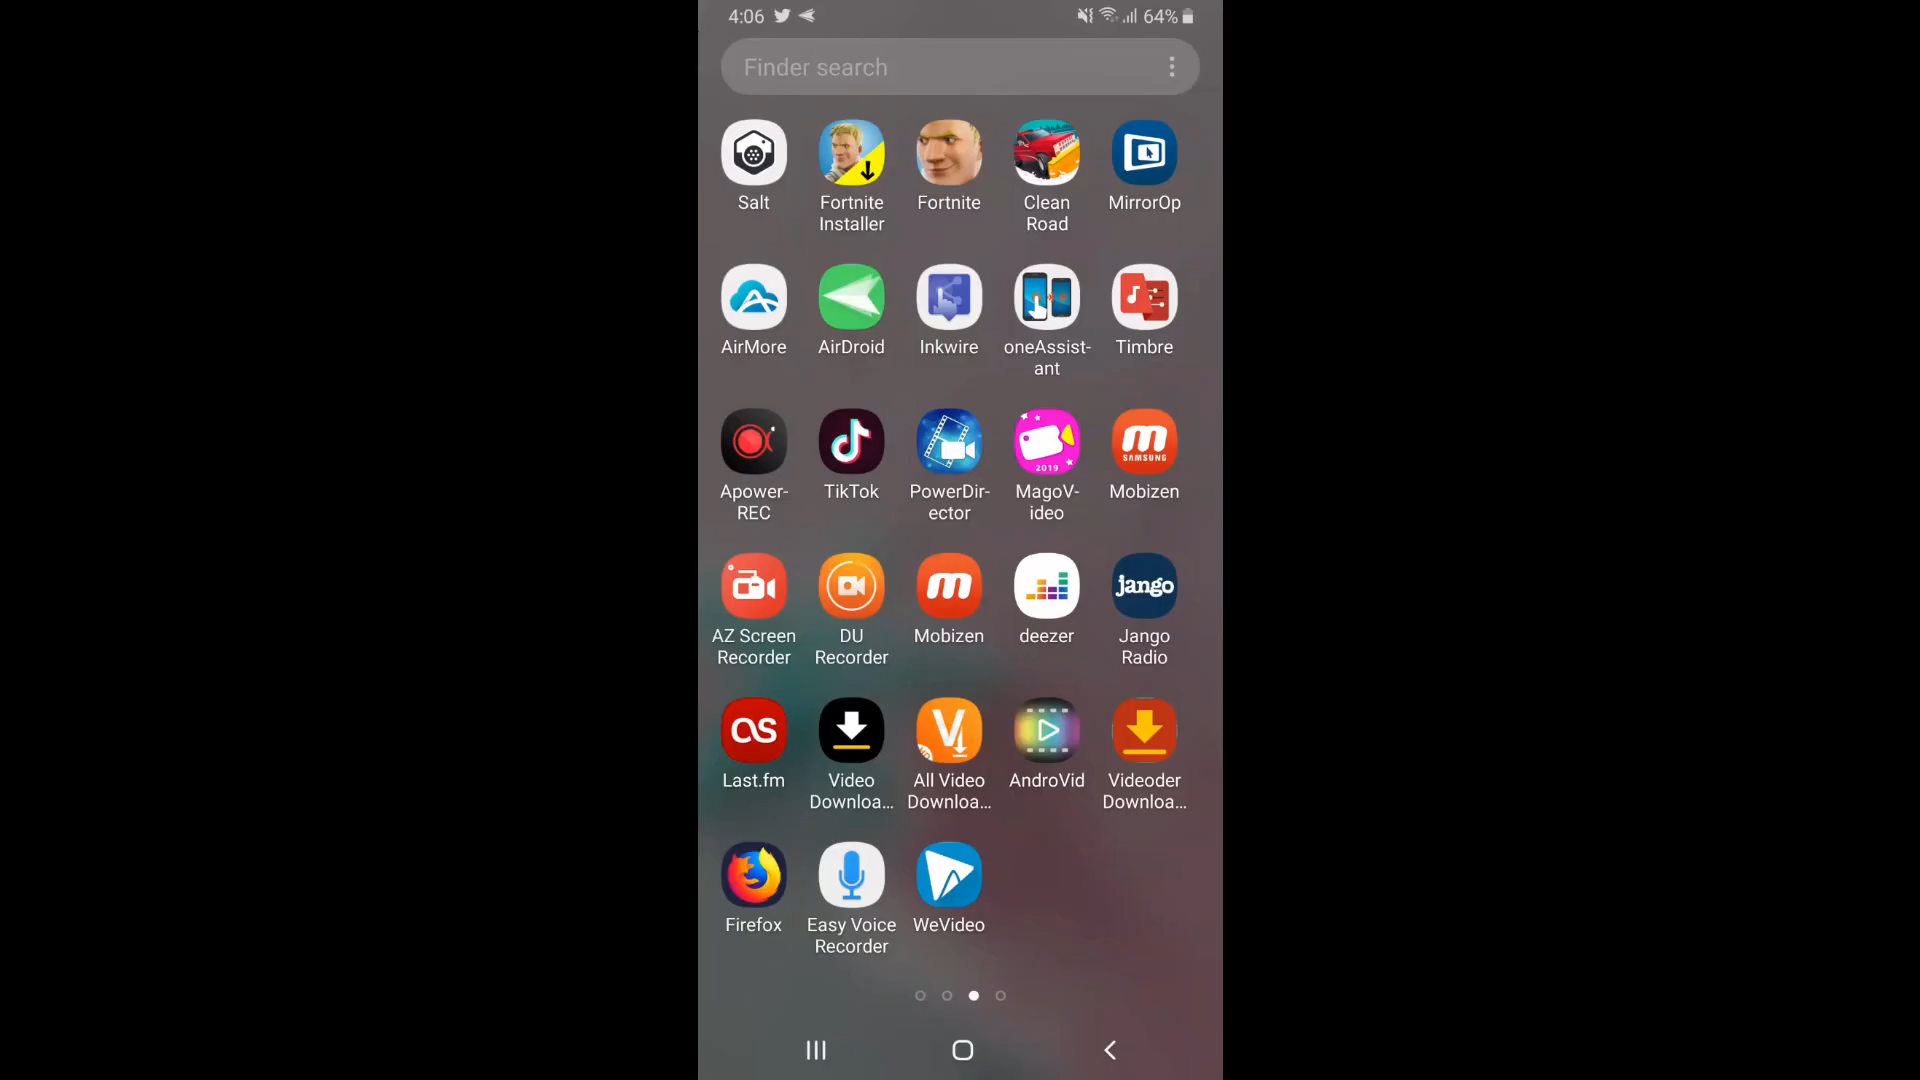 4:06
64%
Finder search
Salt
Fortnite
Installer
Fortnite
Clean
Road
MirrorOp
AirMore
AirDroid
Inkwire
oneAssist-
ant
Timbre
Apower-
REC
TikTok
PowerDir-
ector
2019
MagoV-
ideo
m
SAMSUNG
Mobizen
AZ Screen
Recorder
DU
Recorder
m
Mobizen
deezer
jango
Jango
Radio
as
Last.fm
Video
Downloa...
V
All Video
Downloa...
AndroVid
Videoder
Downloa...
Firefox
Easy Voice
Recorder
WeVideo